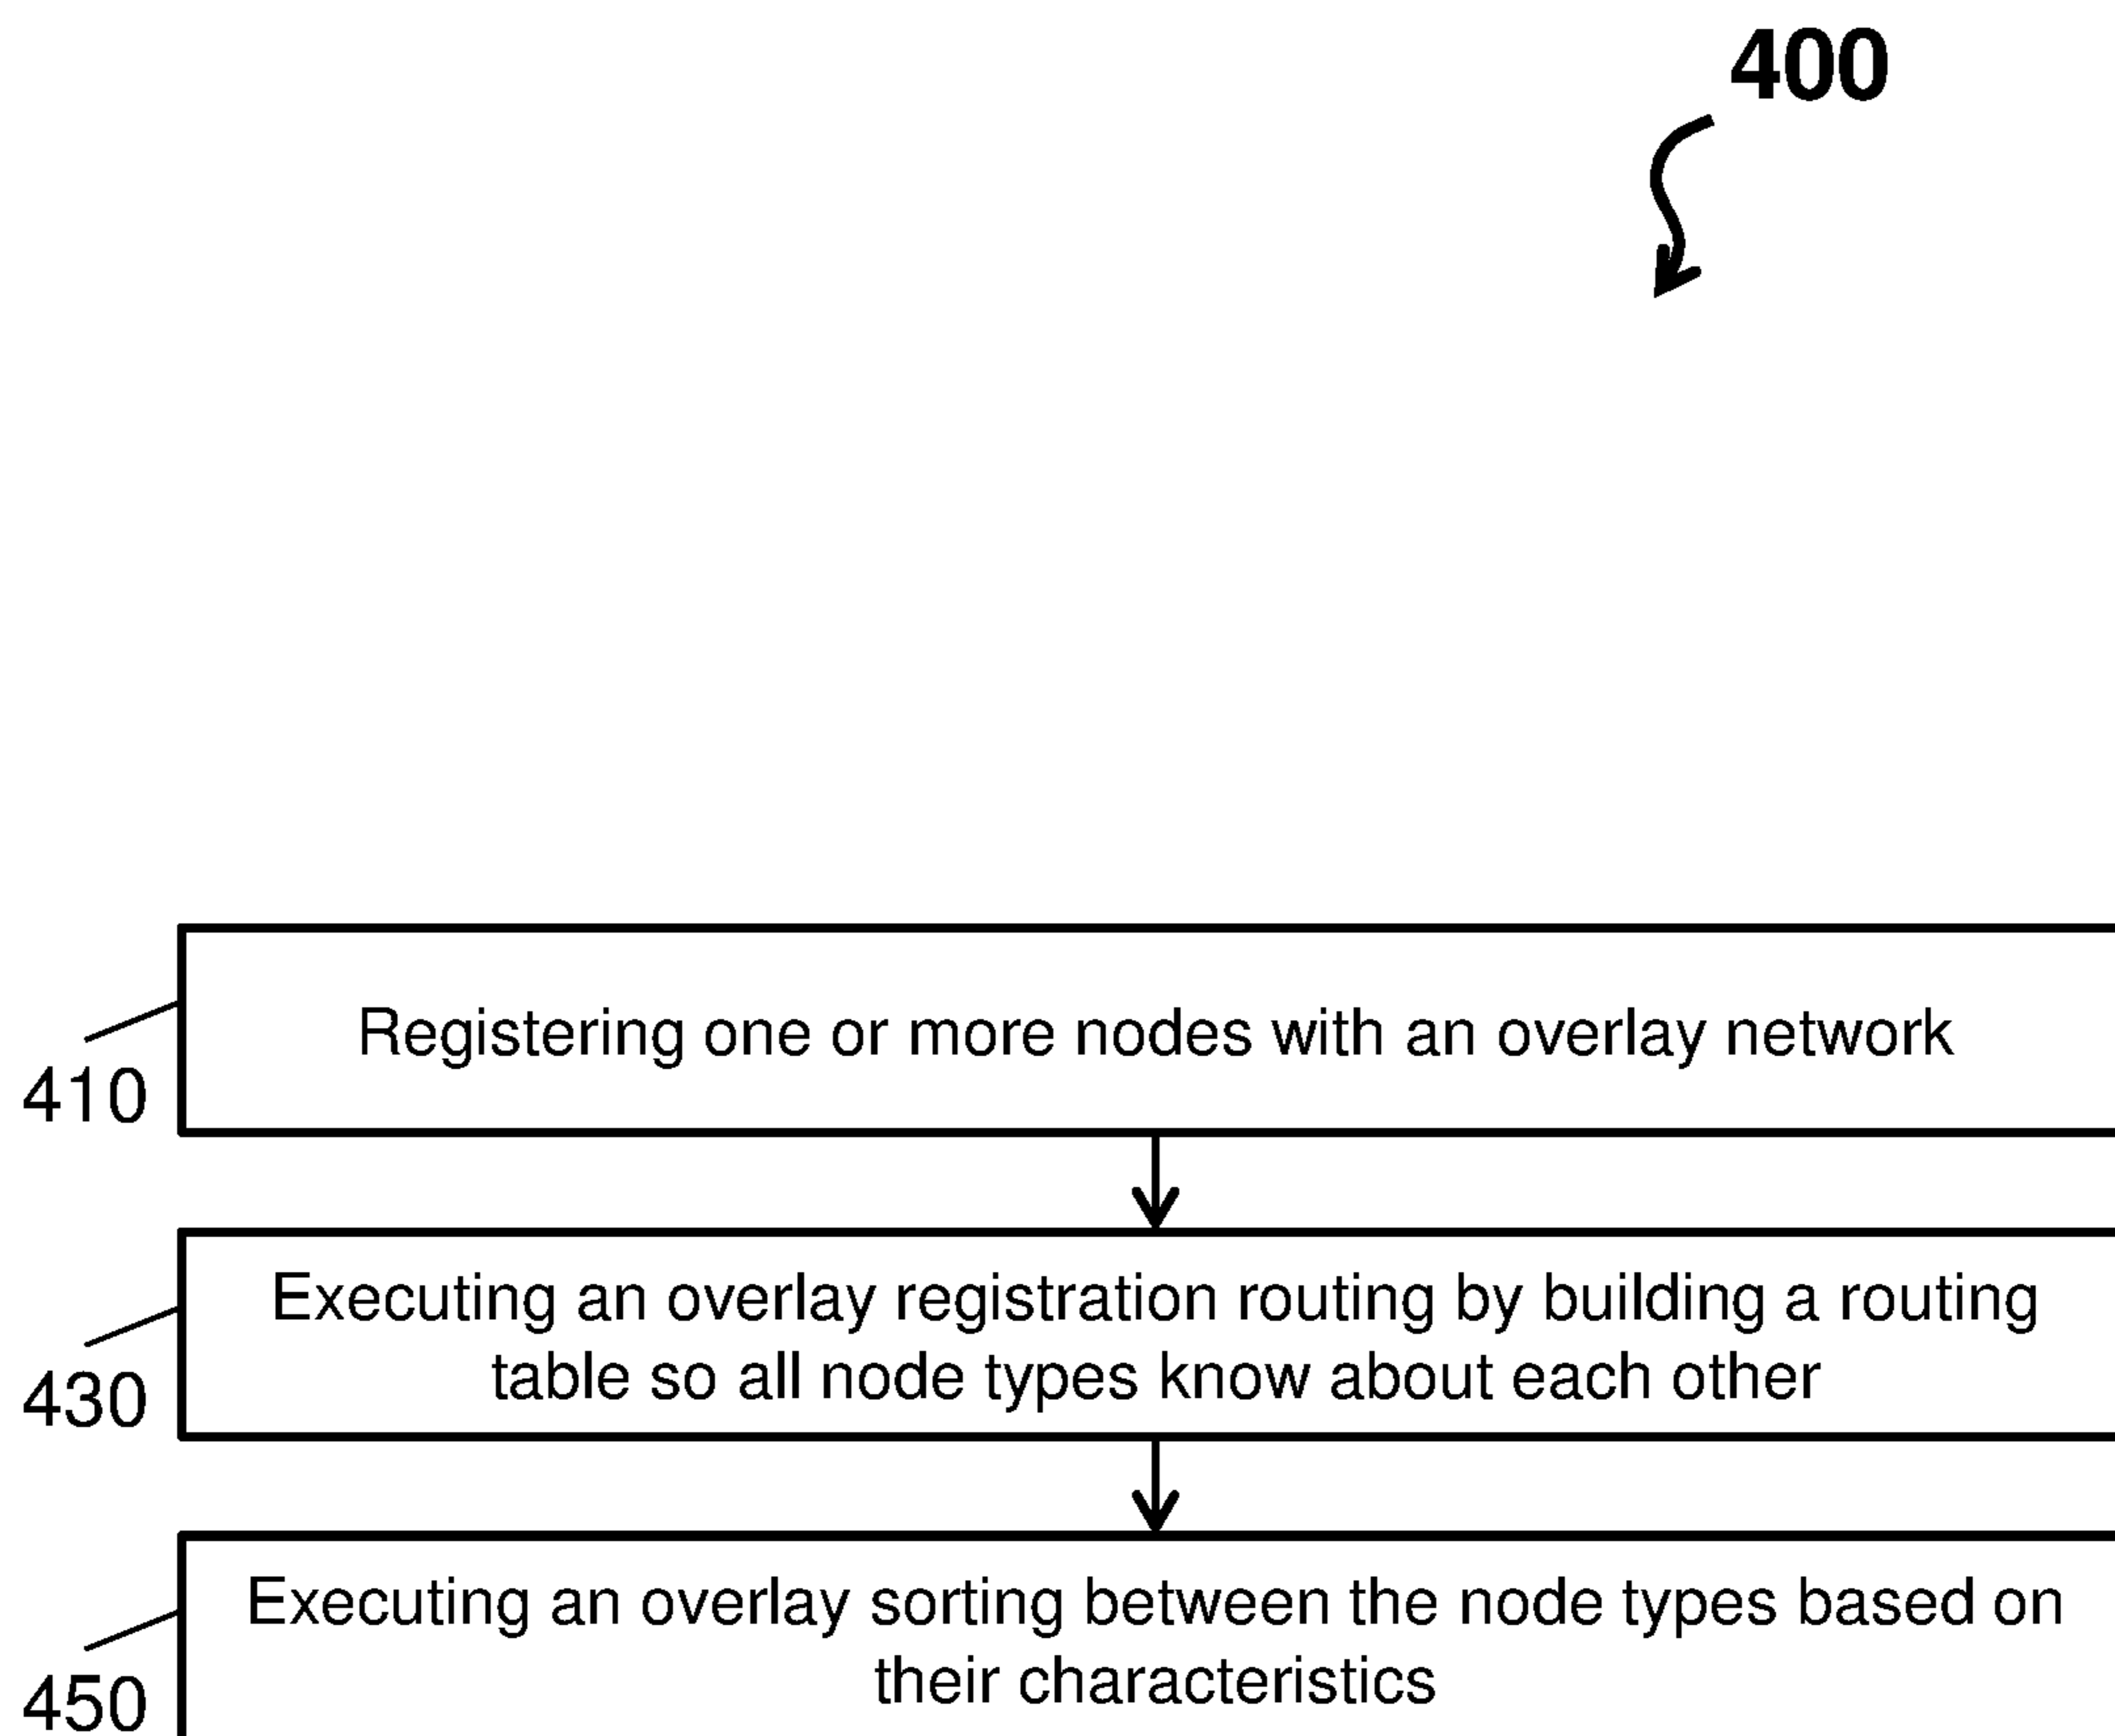 400
Registering one or more nodes with an overlay network
410
Executing an overlay registration routing by building a routing
table so all node types know about each other
430
Executing an overlay sorting between the node types based on
their characteristics
450